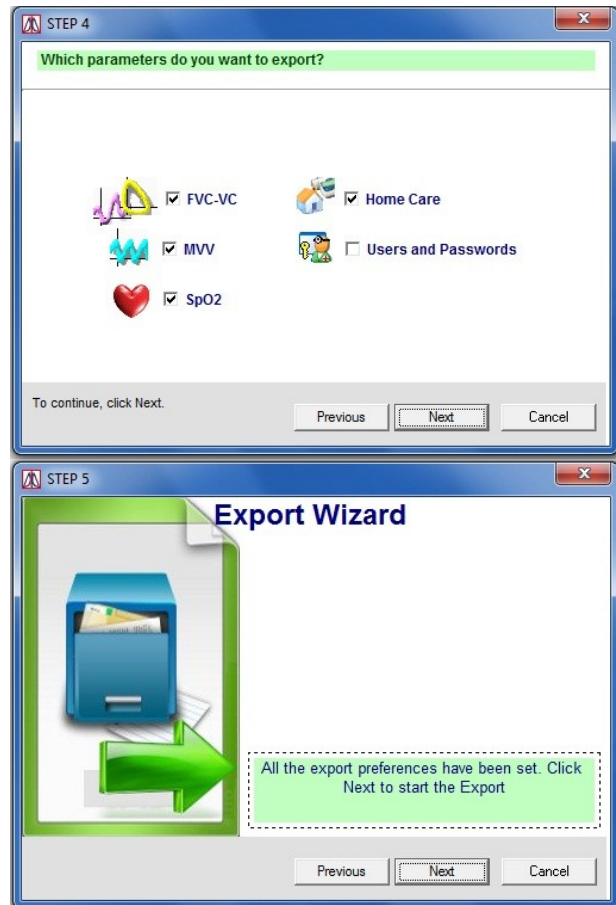 STEP 4
Which parameters do you want to export?
FVC-VC
Home Care
MVV
Users and Passwords
SpO2
To continue, click Next.
Previous
Next
Cancel
STEP 5
Export Wizard
All the export preferences have been set. Click
Next to start the Export
Previous
Next
Cancel